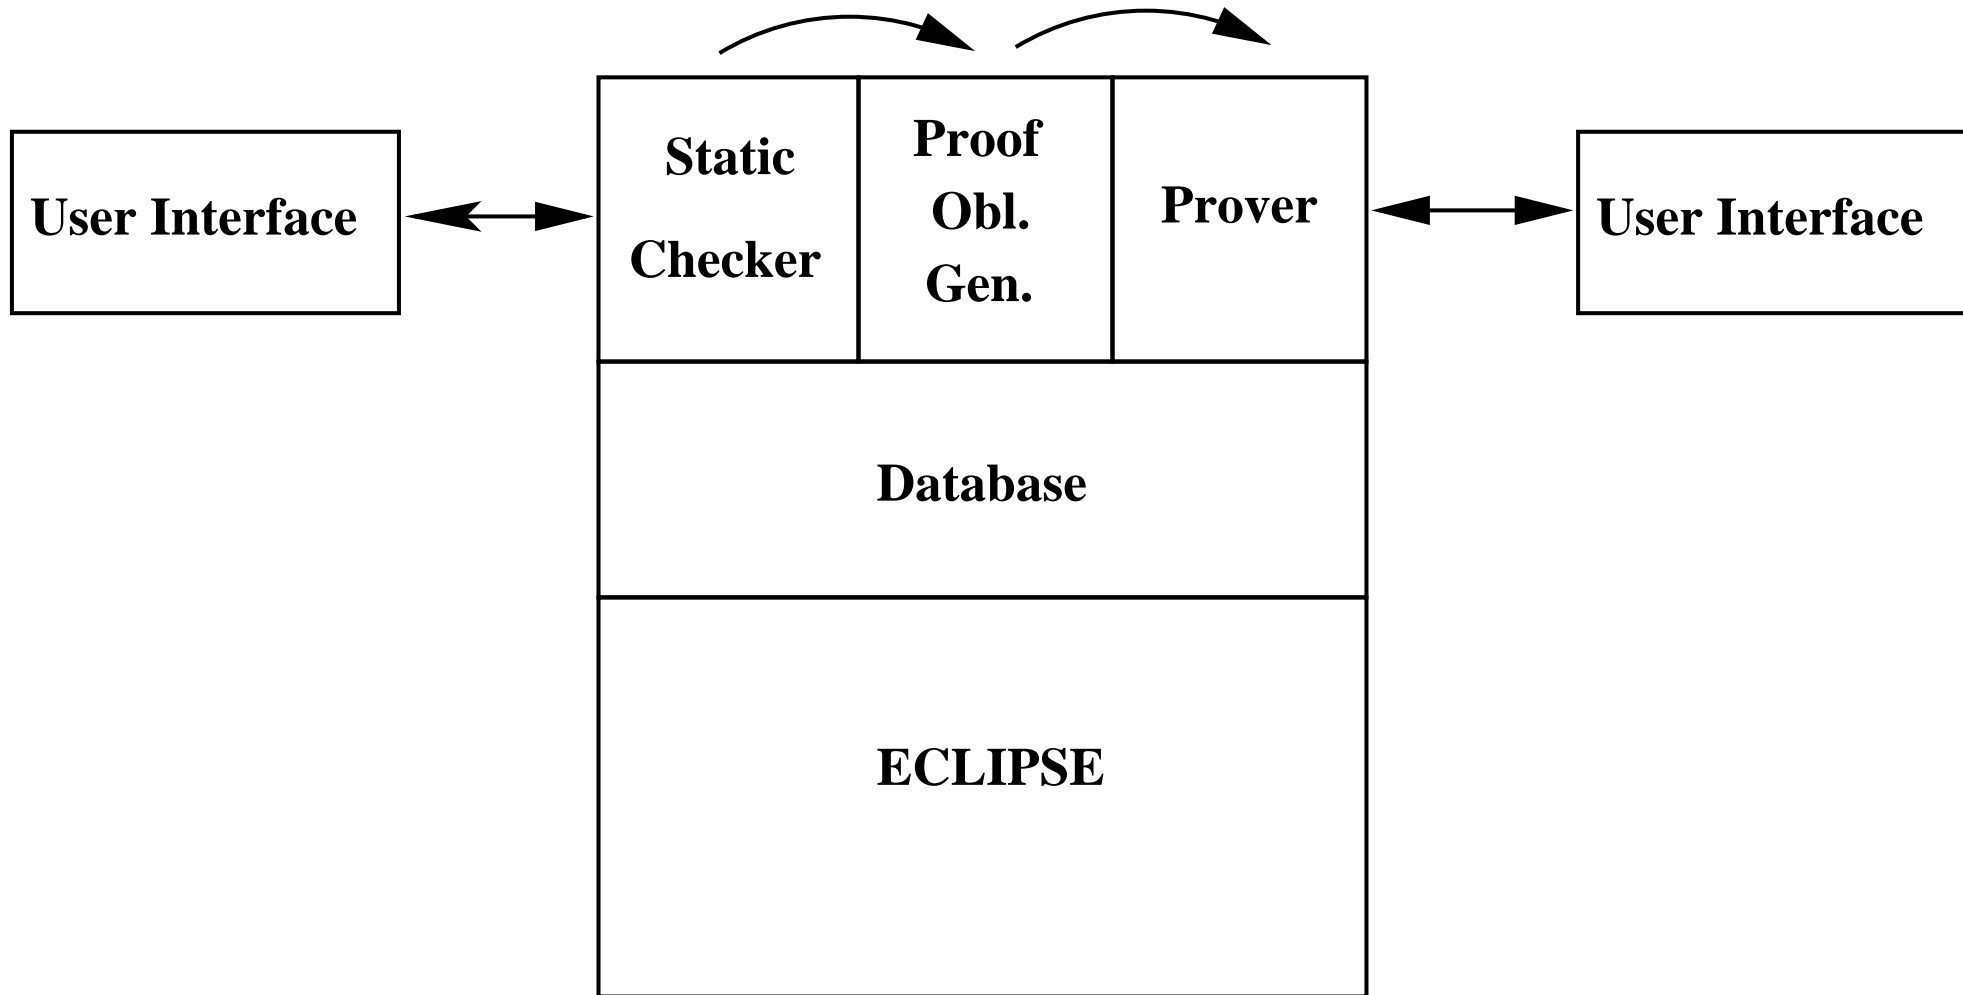 User Interface
Static
Checker
Proof
Obl.
Gen.
Prover
User Interface
Database
ECLIPSE